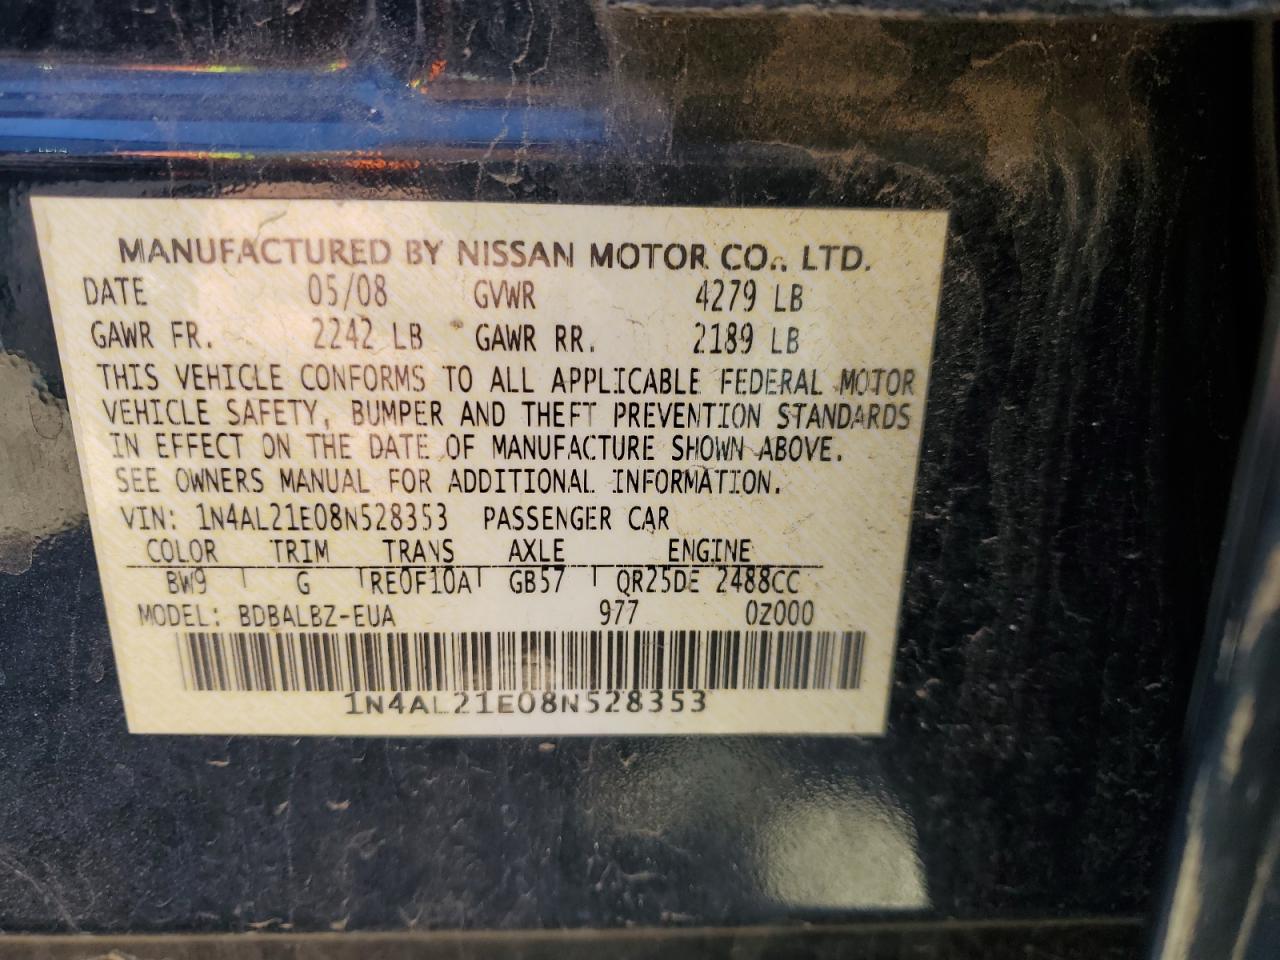 MANUFACTURED BY NISSAN MOTOR CO., LTD.
DATE 05/08 GVWR 4279 LB
GAWR FR. 2242 LB GAWR RR. 2189 LB
THIS VEHICLE CONFORMS TO ALL APPLICABLE FEDERAL MOTOR
VEHICLE SAFETY, BUMPER AND THEFT PREVENTION STANDARDS
IN EFFECT ON THE DATE OF MANUFACTURE SHOWN ABOVE.
SEE OWNERS MANUAL FOR ADDITIONAL INFORMATION.
VIN: 1N4AL21E08N528353 PASSENGER CAR
COLOR TRIM TRANS AXLE ENGINE
BW9 G RE0F10A GB57 QR25DE 2488CC
MODEL: BDBALBZ-EUA 977 0Z000
1N4AL21E08N528353